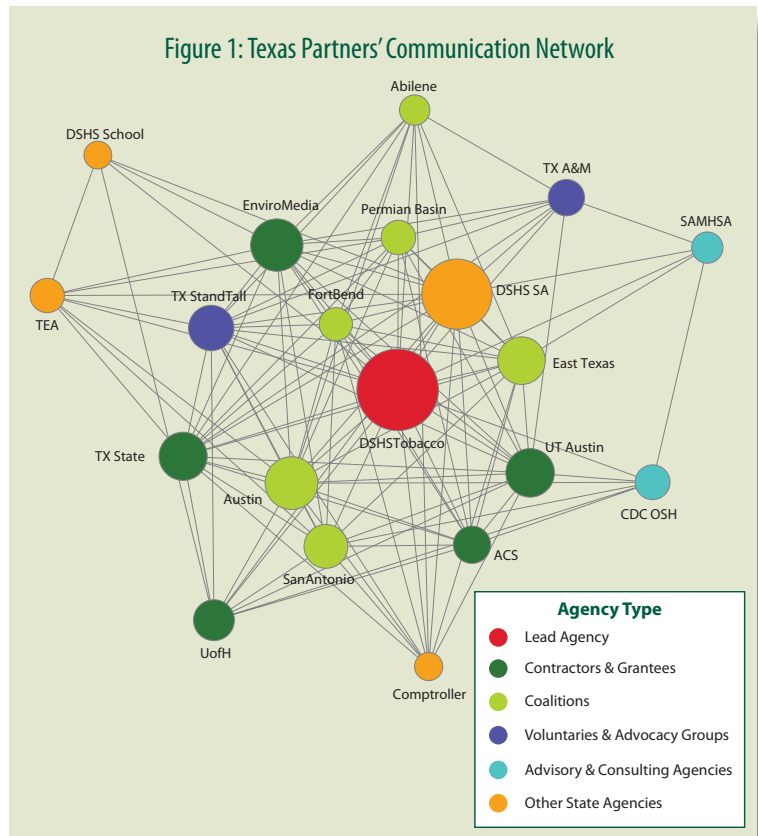 Figure 1: Texas Partners' Communication Network
Abilene
DSHS School
TX A&M
EnviroMedia
Permian Basin
SAMHSA
DSHS SA
TX StandTall
FortBend
TEA
East Texas
DSHSTobacco
UT Austin
TX State
Austin
CDC OSH
ACS
SanAntonio
UofH
Comptroller
Agency Type
Lead Agency
Contractors & Grantees
Coalitions
Voluntaries & Advocacy Groups
Advisory & Consulting Agencies
Other State Agencies